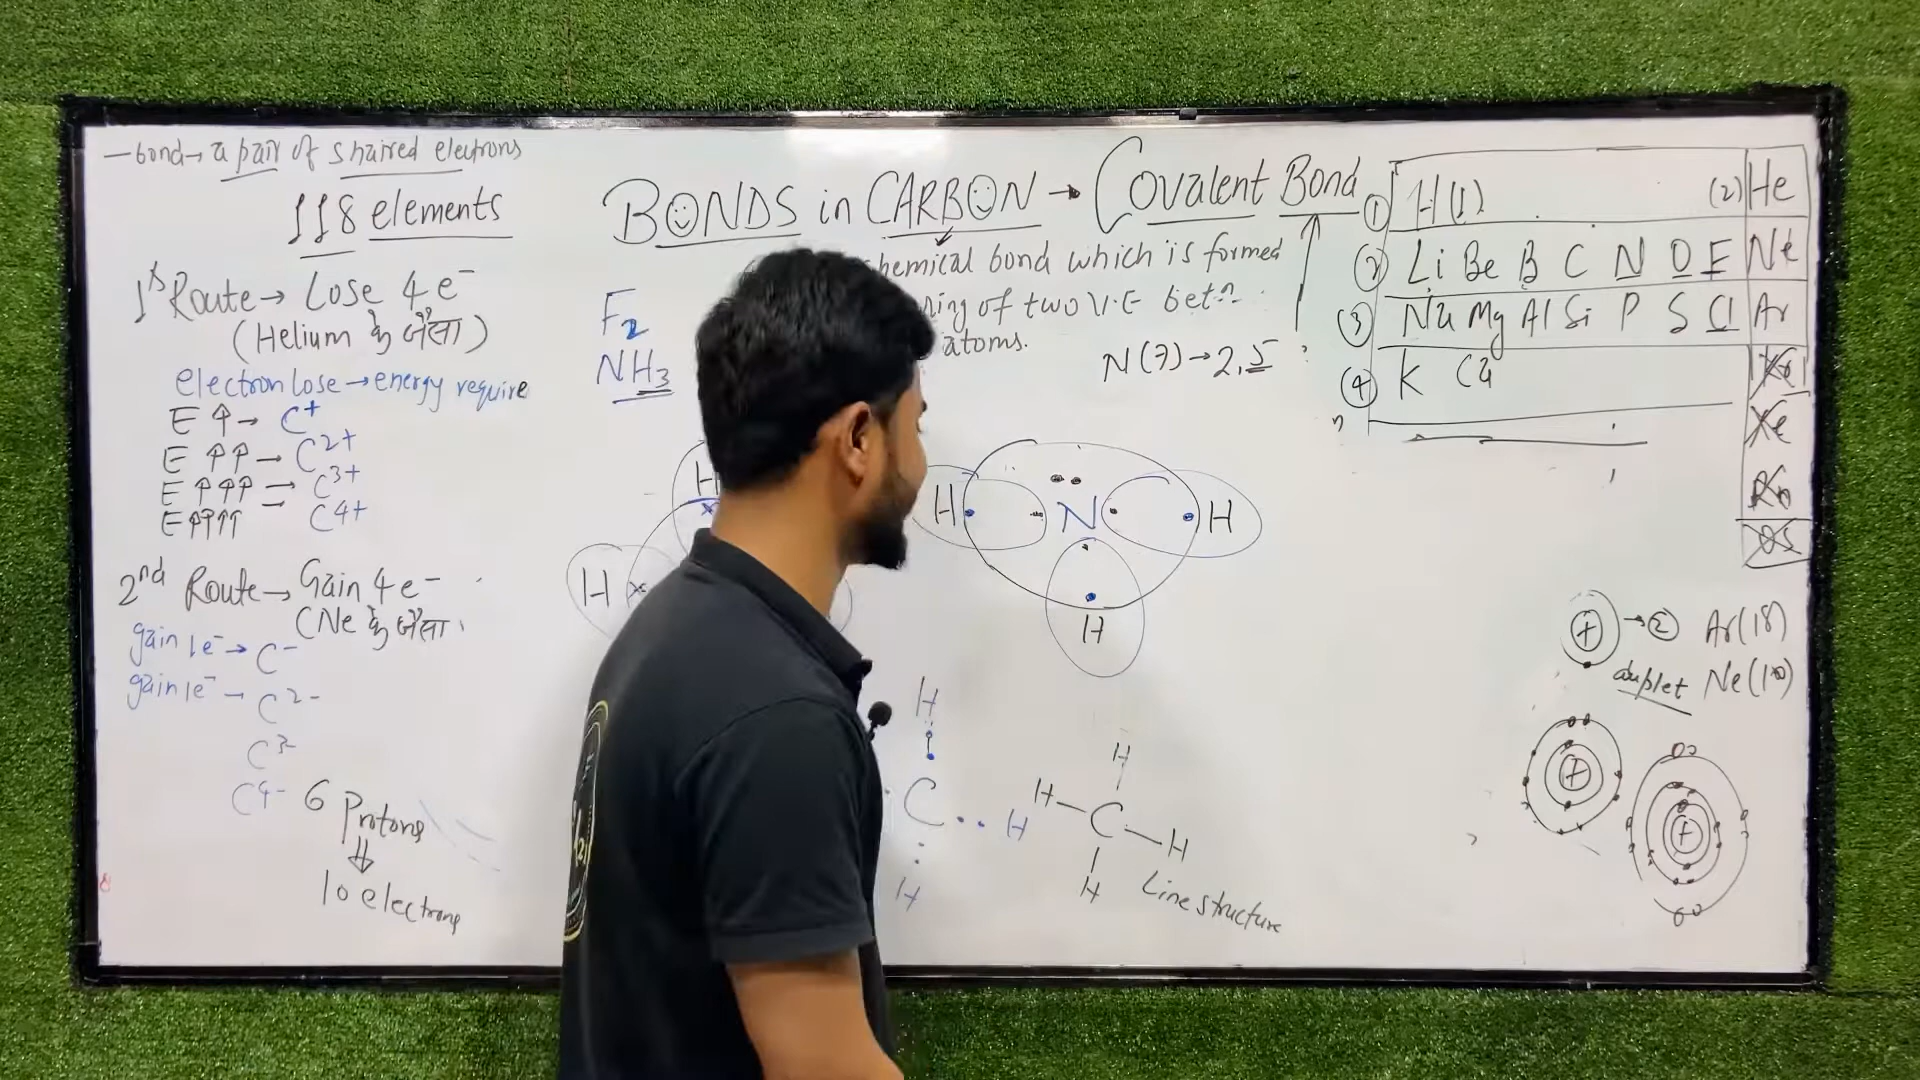 — bond → a pair of shaired electrons
118 elements
1st Route → Lose 4e⁻
(Helium के जैसा)
electron lose → energy require
E ↑ → C⁺
E ↑↑ → C²⁺
E ↑↑↑ → C³⁺
E ↑↑↑↑ C⁴⁺
2nd Route → Gain 4e⁻
(Ne के जैसा
gain 1e⁻ → C⁻
gain 1e⁻ → C²⁻
C³⁻
C⁴⁻
6 Protons
⇓
10 electrons
BONDS in CARBON → Covalent Bond
chemical bond which is formed
of two V.E betn
atoms.
F₂
NH₃
N(7) → 2,5
H
H
H N H
H
H
C H
H
H
H — C — H
H
Line structure
① H(1) (2) He
② Li Be B C N O F Ne
③ Na Mg Al Si P S Cl Ar
④ K Ca Kr
Xe
Rn
+ → ② Ar(18)
duplet Ne(10)
+
+